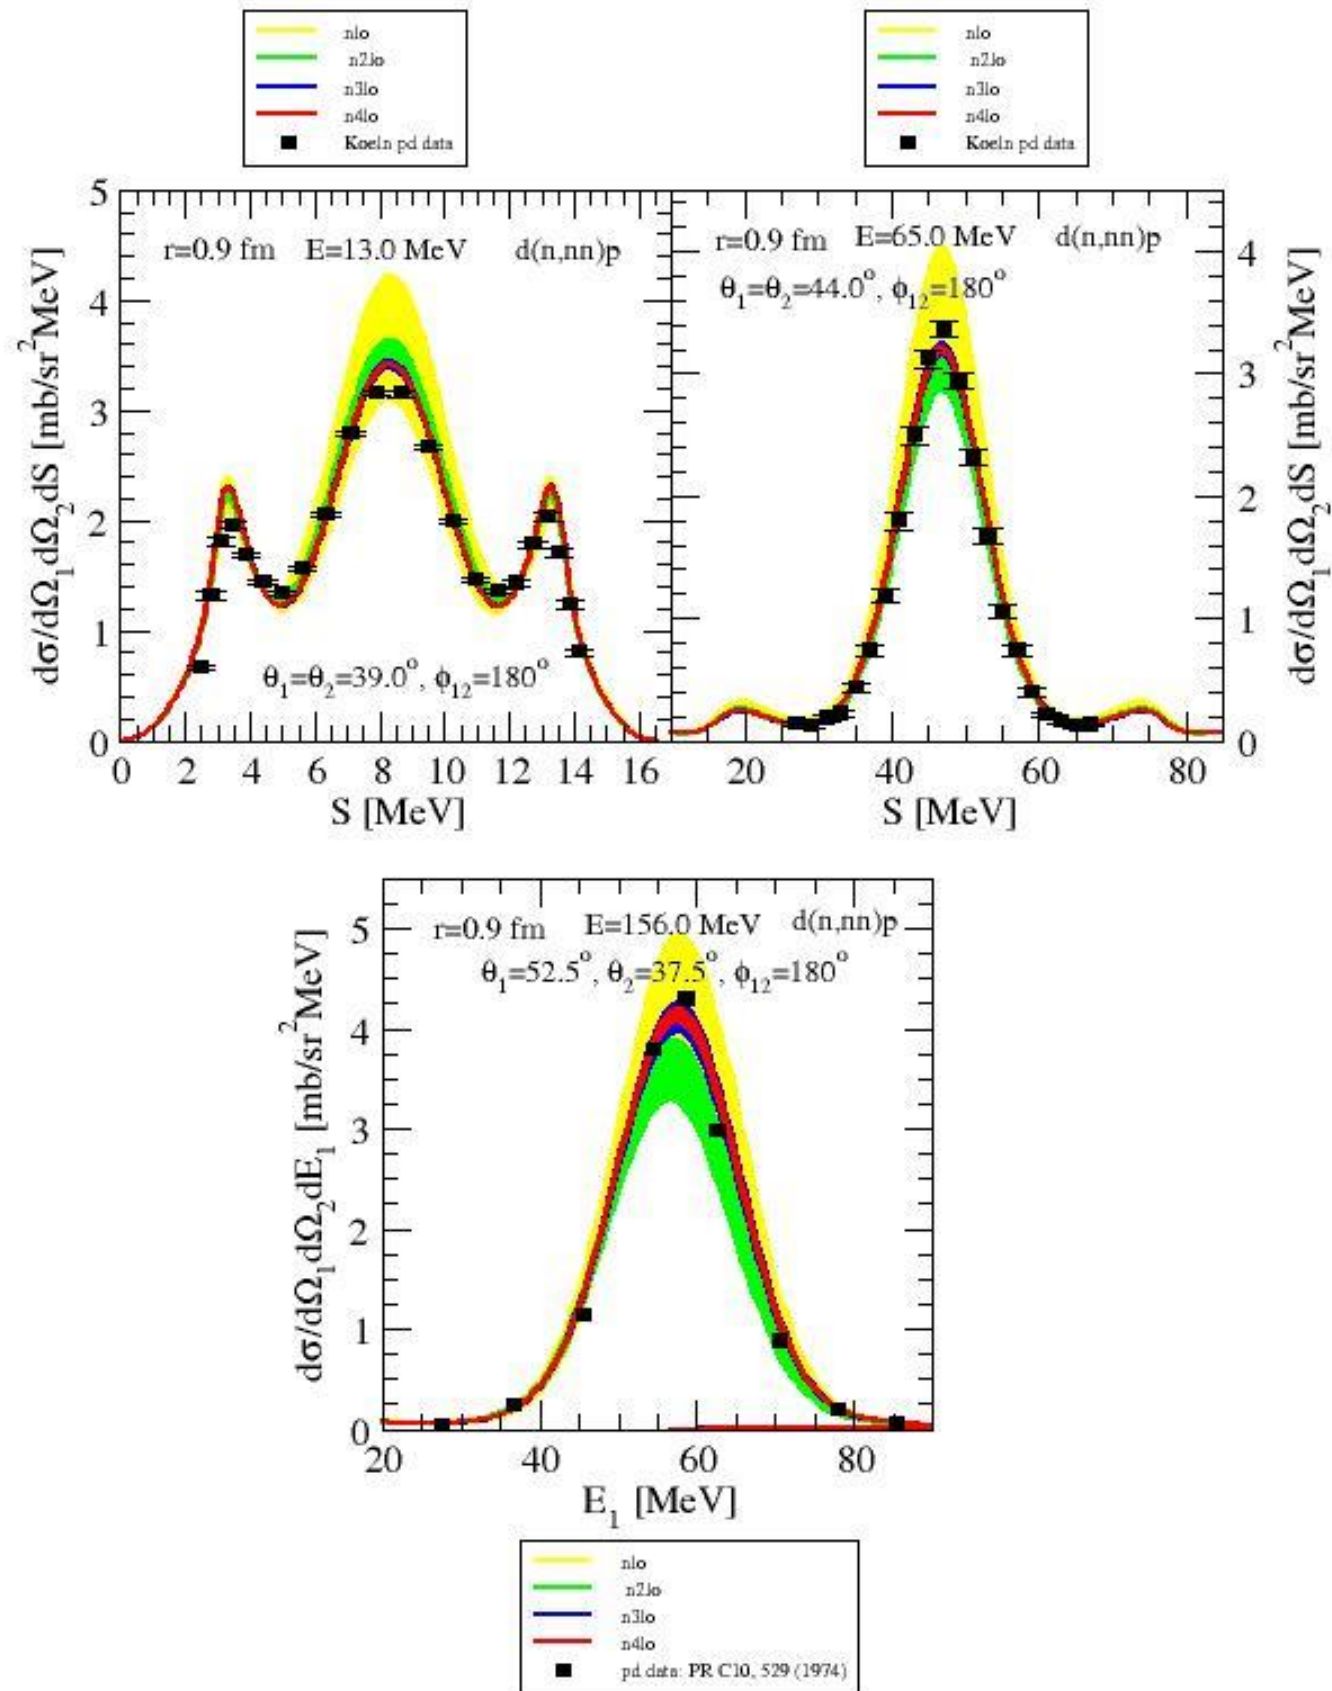 nlo
n2lo
n3lo
n4lo
Koeln pd data
nlo
n2lo
n3lo
n4lo
Koeln pd data
r=0.9 fm E=13.0 MeV d(n,nn)p
θ1=θ2=39.0°, ϕ12=180°
dσ/dΩ1dΩ2dS [mb/sr²MeV]
5
4
3
2
1
0
0 2 4 6 8 10 12 14 16
S [MeV]
r=0.9 fm E=65.0 MeV d(n,nn)p
θ1=θ2=44.0°, ϕ12=180°
4
3
2
1
0
dσ/dΩ1dΩ2dS [mb/sr²MeV]
20 40 60 80
S [MeV]
r=0.9 fm E=156.0 MeV d(n,nn)p
θ1=52.5°, θ2=37.5°, ϕ12=180°
dσ/dΩ1dΩ2dE1 [mb/sr²MeV]
5
4
3
2
1
0
20 40 60 80
E1 [MeV]
nlo
n2lo
n3lo
n4lo
pd data: PR C10, 529 (1974)